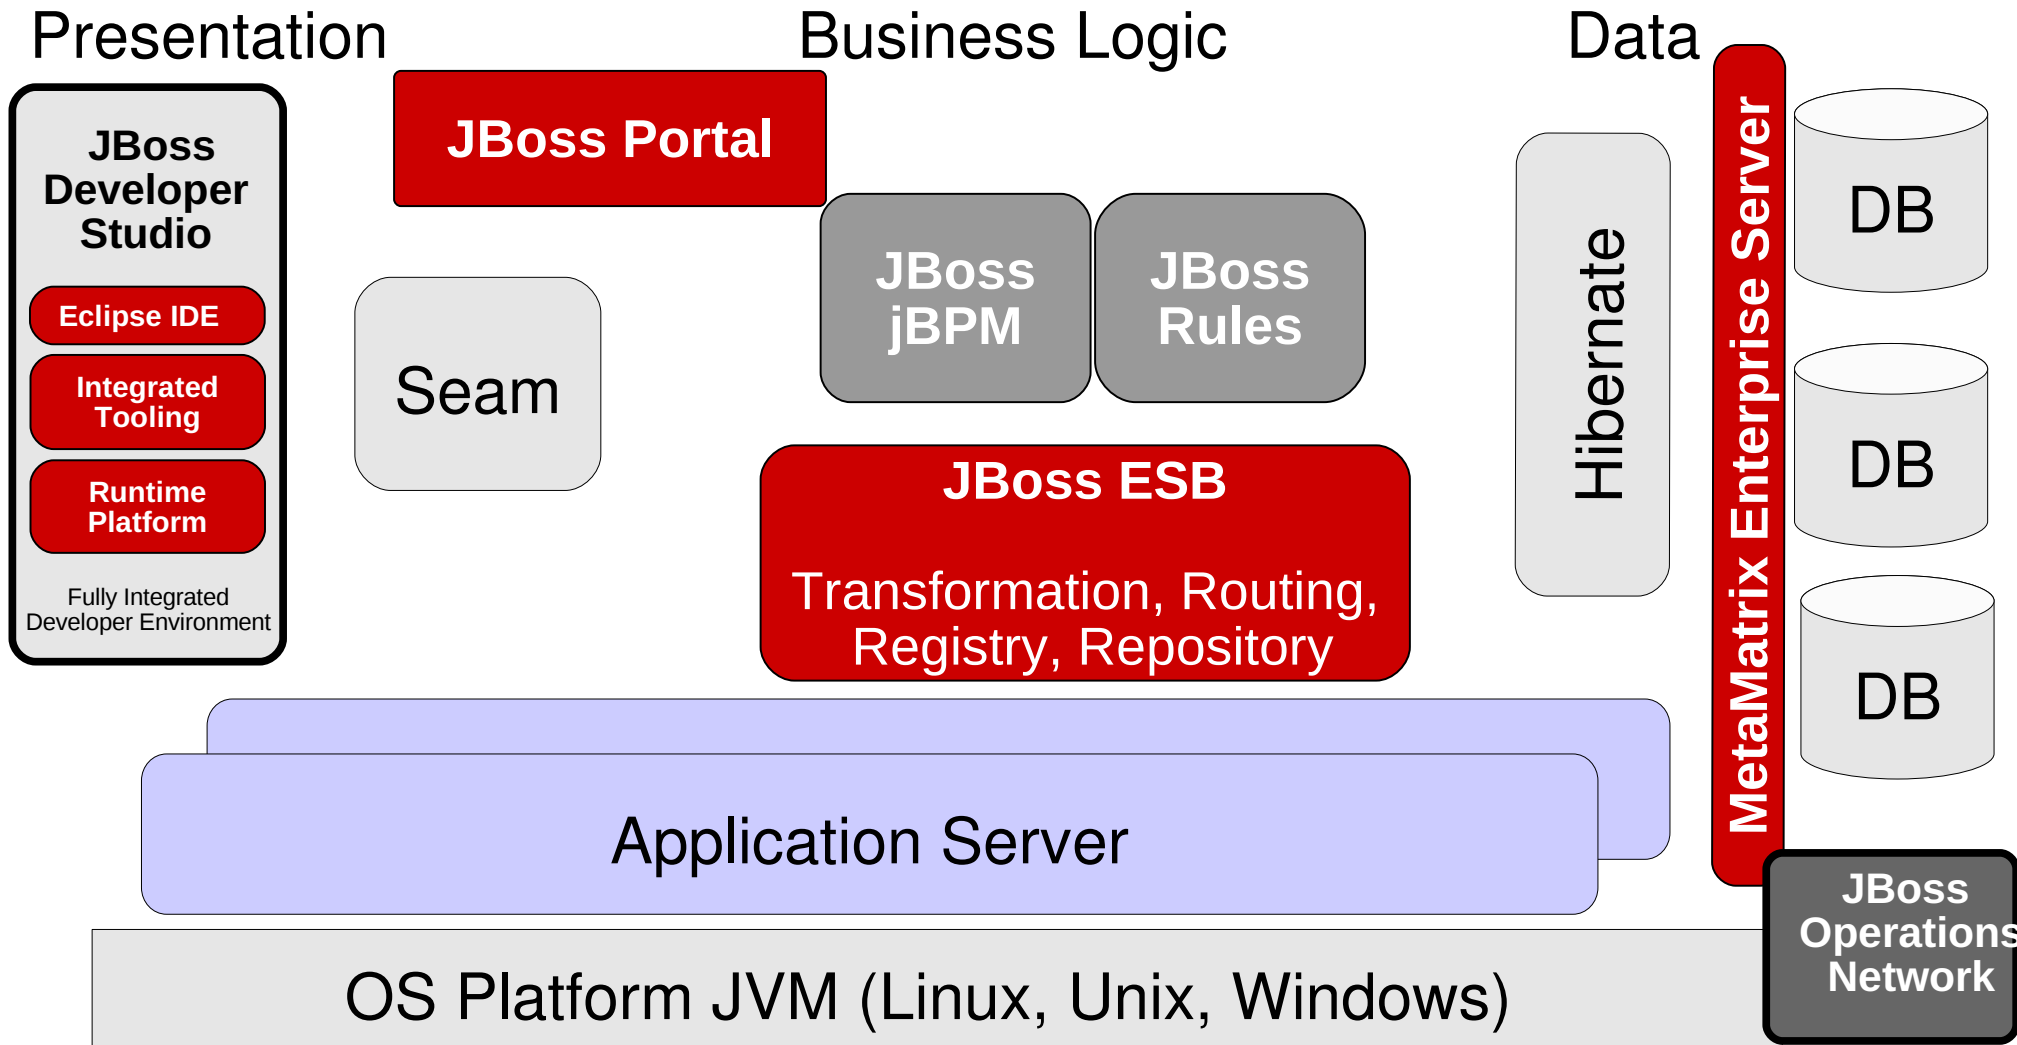 Presentation
Business Logic
Data
JBoss
Developer
Studio
Eclipse IDE
Integrated
Tooling
Runtime
Platform
Fully Integrated
Developer Environment
JBoss Portal
Seam
JBoss
jBPM
JBoss
Rules
JBoss ESB
Transformation, Routing,
Registry, Repository
Hibernate
MetaMatrix Enterprise Server
DB
DB
DB
Application Server
OS Platform JVM (Linux, Unix, Windows)
JBoss
Operations
Network